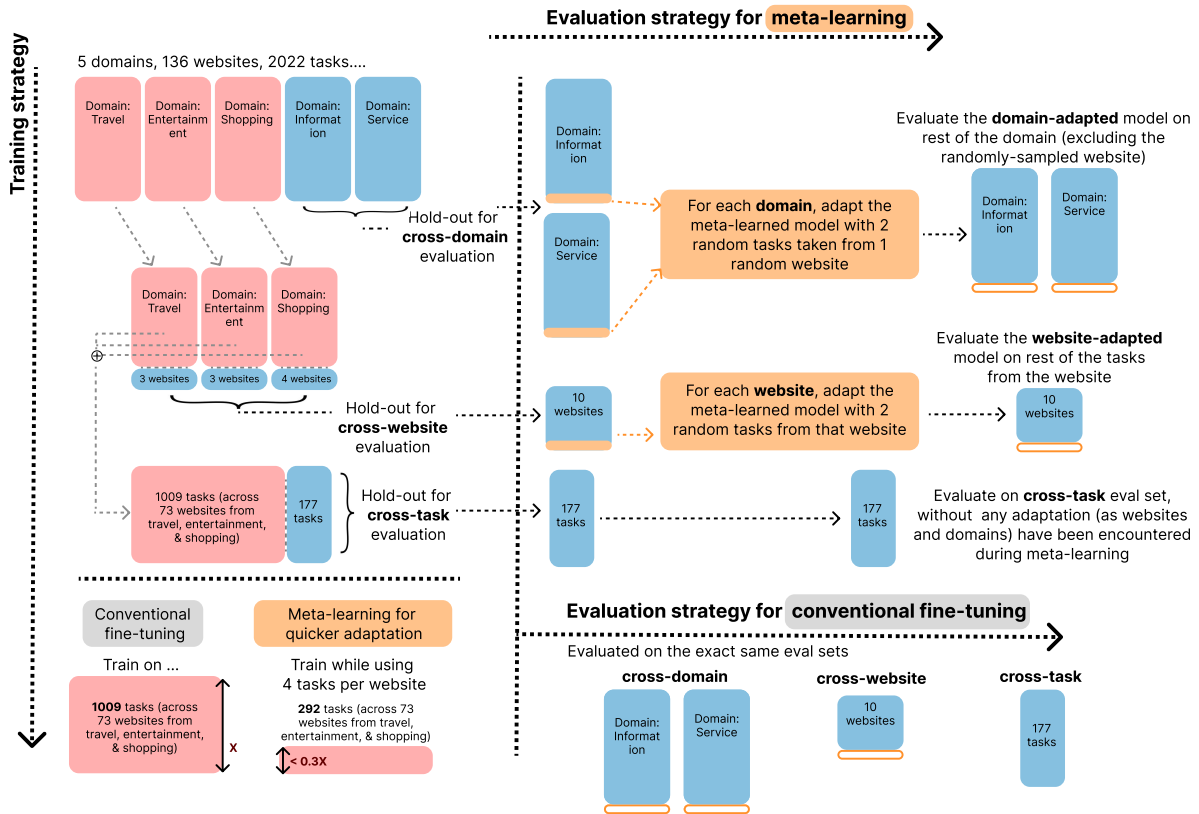 Evaluation strategy for meta-learning
Training strategy
5 domains, 136 websites, 2022 tasks....
Domain:
Travel
Domain:
Entertainm
ent
Domain:
Shopping
Domain:
Informat
ion
Domain:
Service
Hold-out for
cross-domain
evaluation
Domain:
Travel
Domain:
Entertainm
ent
Domain:
Shopping
3 websites
3 websites
4 websites
Hold-out for
cross-website
evaluation
1009 tasks (across
73 websites from
travel, entertainment,
& shopping)
177
tasks
Hold-out for
cross-task
evaluation
Domain:
Informat
ion
Domain:
Service
For each domain, adapt the
meta-learned model with 2
random tasks taken from 1
random website
Evaluate the domain-adapted model on
rest of the domain (excluding the
randomly-sampled website)
Domain:
Informat
ion
Domain:
Service
10
websites
For each website, adapt the
meta-learned model with 2
random tasks from that website
Evaluate the website-adapted
model on rest of the tasks
from the website
10
websites
177
tasks
177
tasks
Evaluate on cross-task eval set,
without any adaptation (as websites
and domains) have been encountered
during meta-learning
Conventional
fine-tuning
Train on ...
1009 tasks (across
73 websites from
travel, entertainment,
& shopping)
X
Meta-learning for
quicker adaptation
Train while using
4 tasks per website
292 tasks (across 73
websites from travel,
entertainment, & shopping)
< 0.3X
Evaluation strategy for conventional fine-tuning
Evaluated on the exact same eval sets
cross-domain
Domain:
Informat
ion
Domain:
Service
cross-website
10
websites
cross-task
177
tasks